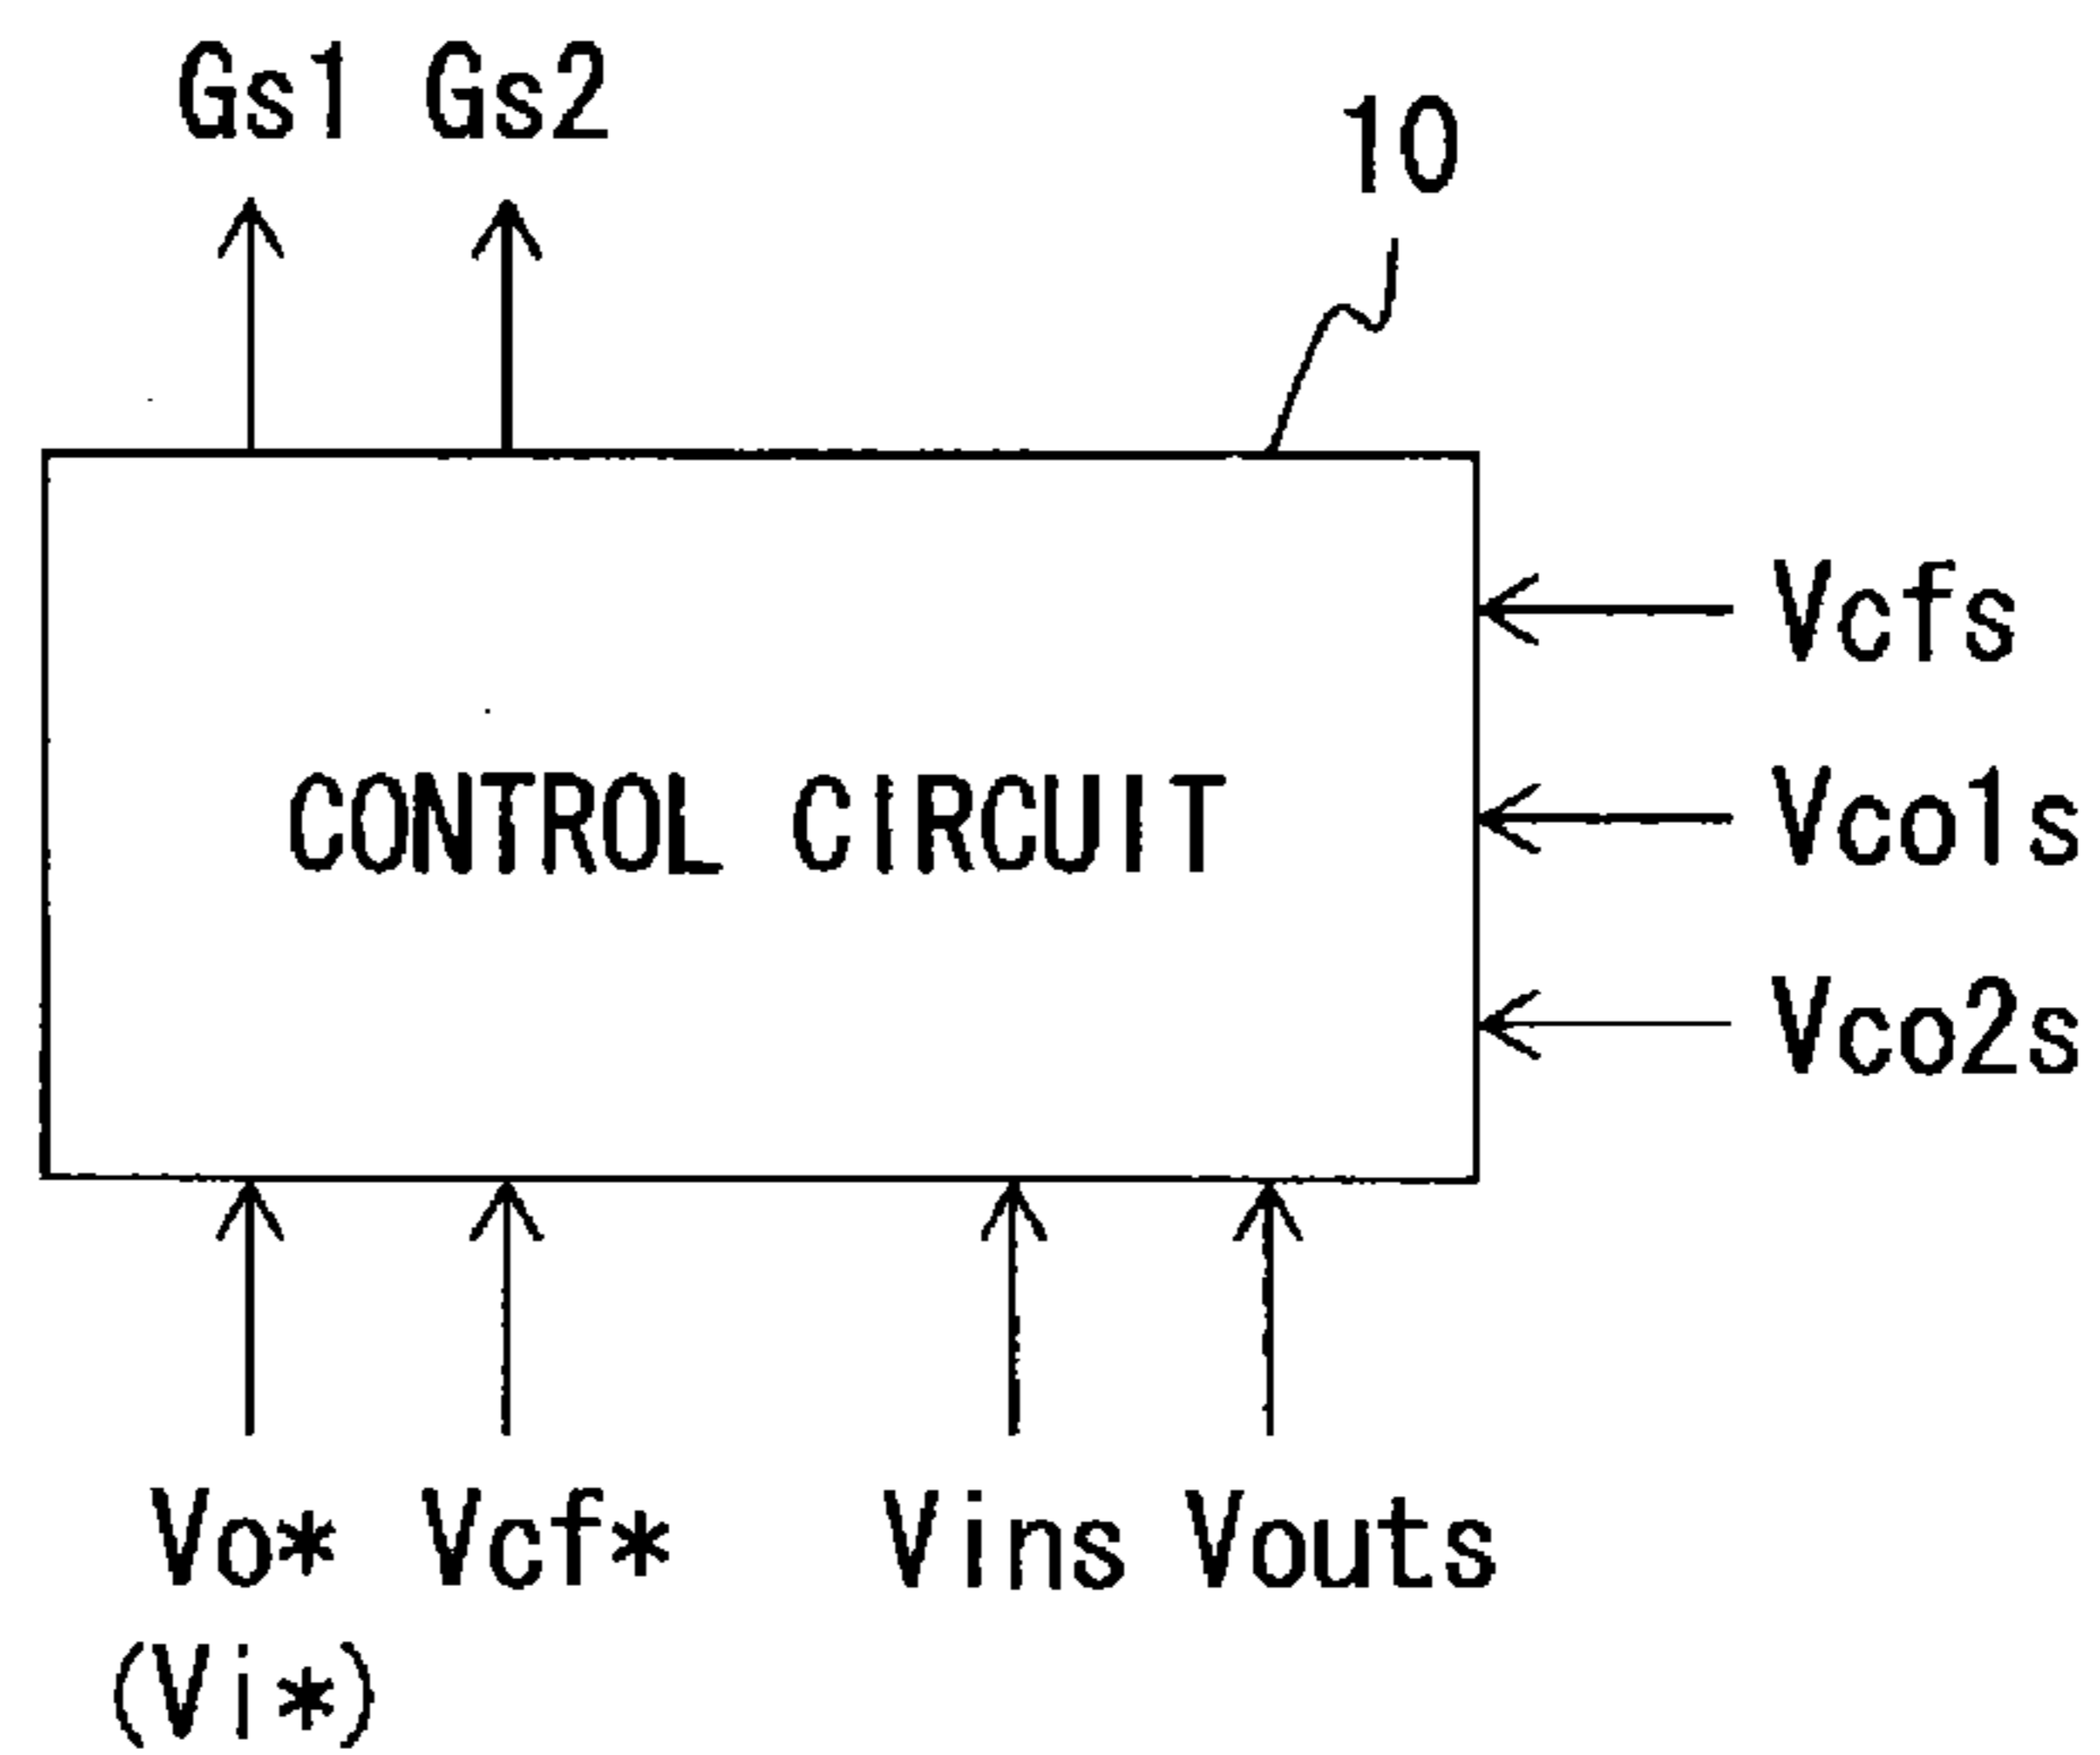 Gs1 Gs2
10
Vcfs
CONTROL CIRCUIT
Vco1s
Vco2s
Vo* Vcf* Vins Vouts
(Vi*)